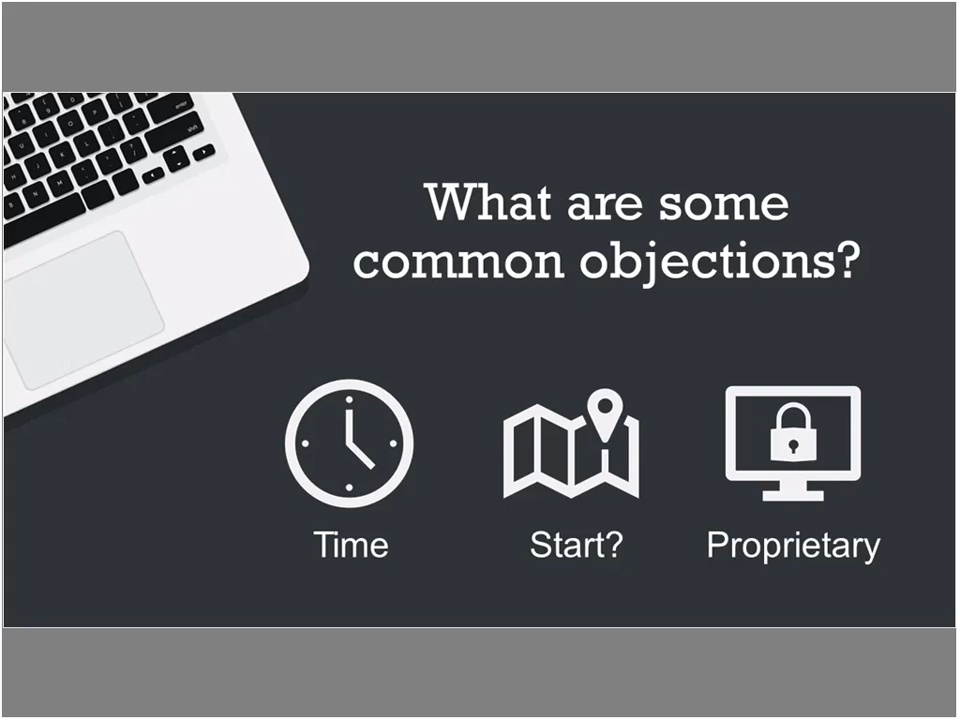 What are some
common objections?
Time
Start?
Proprietary